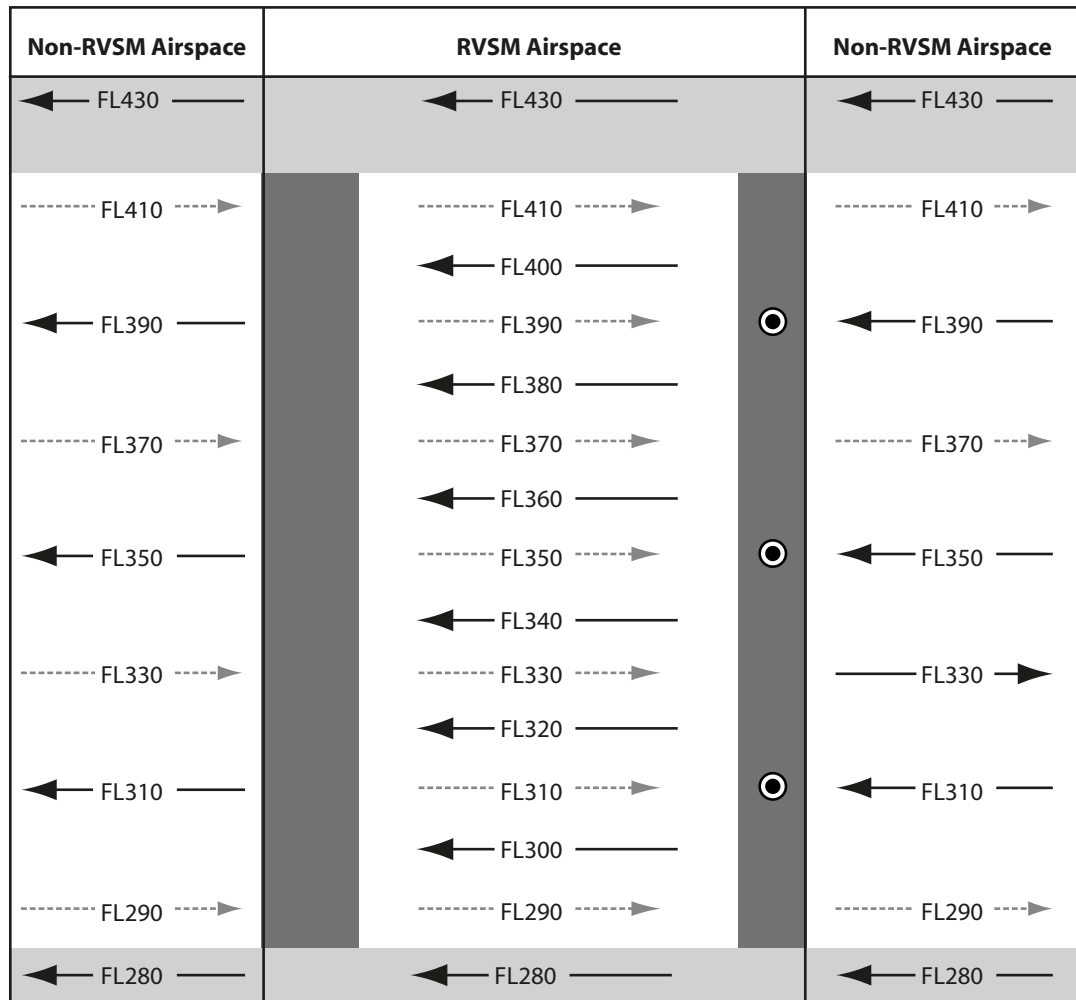 Non-RVSM Airspace RVSM Airspace Non-RVSM Airspace
FL430 FL430 FL430
FL410 FL410 FL410
FL400
FL390 FL390 FL390
FL380
FL370 FL370 FL370
FL360
FL350 FL350 FL350
FL340
FL330 FL330 FL330
FL320
FL310 FL310 FL310
FL300
FL290 FL290 FL290
FL280 FL280 FL280